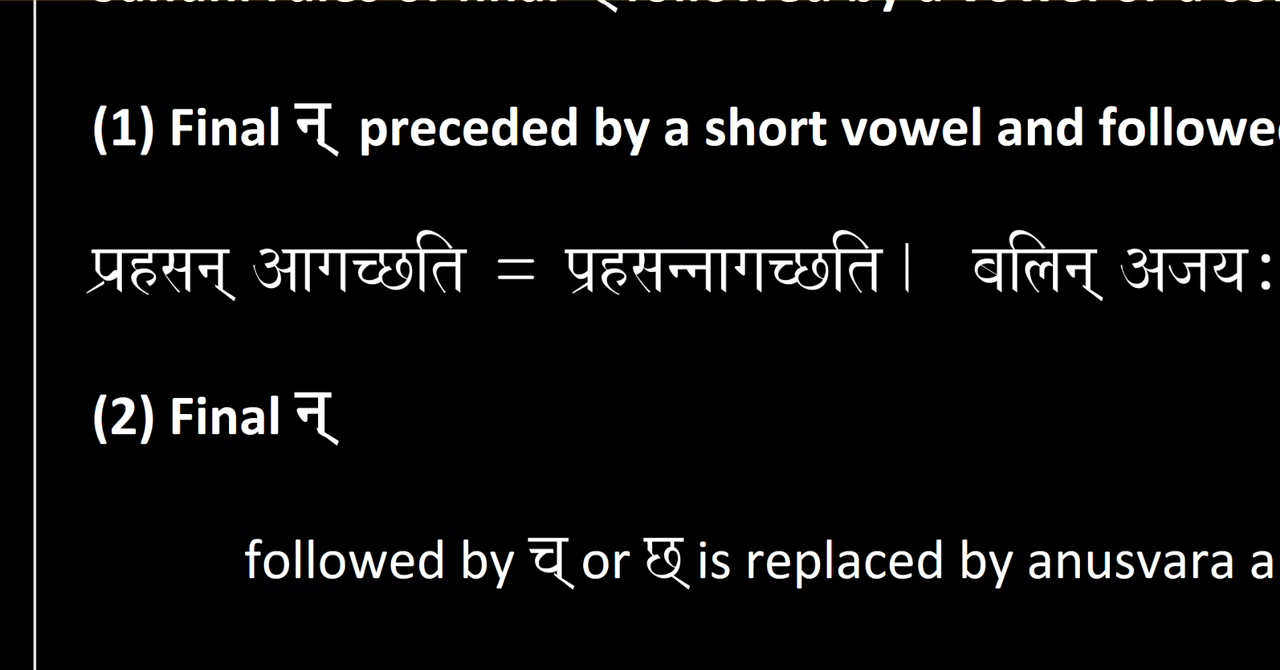 (1) Final न् preceded by a short vowel and followe
प्रहसन् आगच्छति = प्रहसन्नागच्छति। बलिन् अजय:
(2) Final न्
followed by च् or छ् is replaced by anusvara a